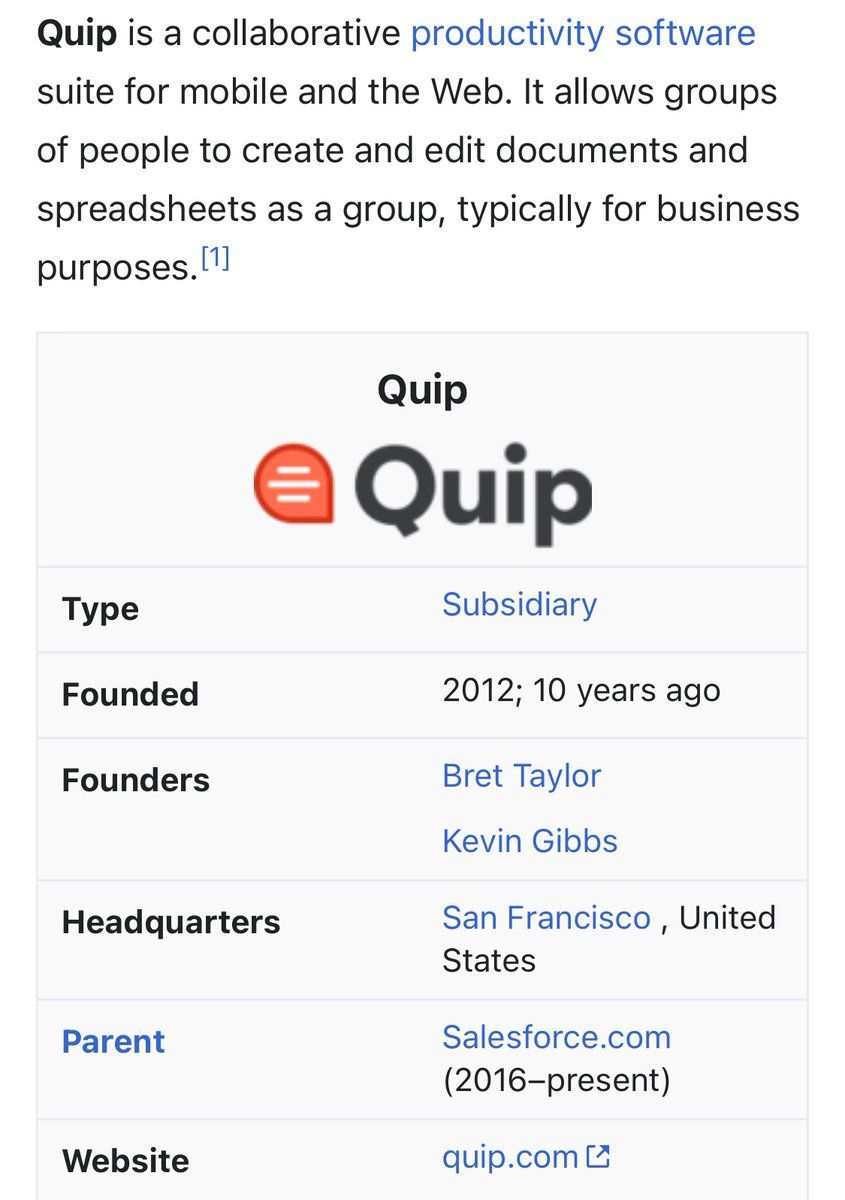 Quip is a collaborative productivity software
suite for mobile and the Web. It allows groups
of people to create and edit documents and
spreadsheets as a group, typically for business
purposes.[1]
Quip
Quip
Type Subsidiary
Founded 2012; 10 years ago
Founders Bret Taylor
Kevin Gibbs
Headquarters San Francisco , United
States
Parent Salesforce.com
(2016–present)
Website quip.com